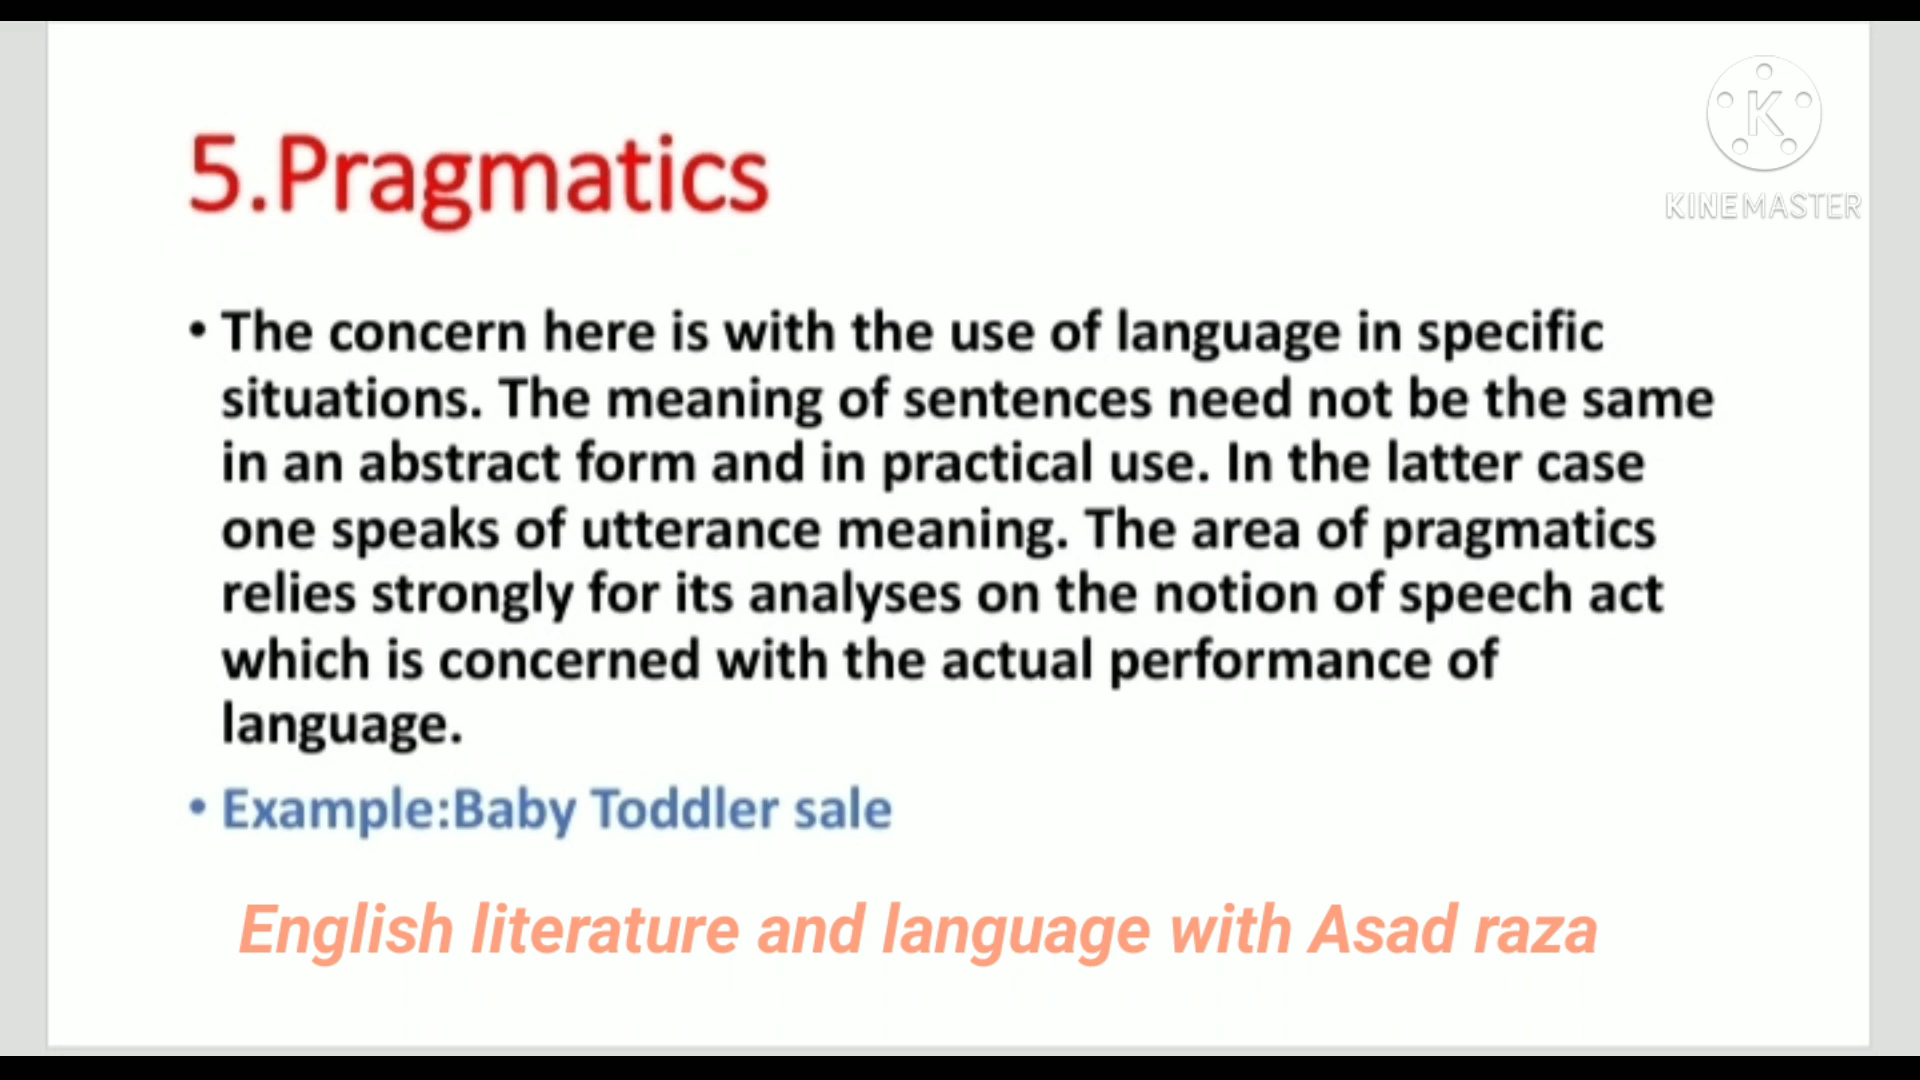 K
KINEMASTER
5.Pragmatics
• The concern here is with the use of language in specific
situations. The meaning of sentences need not be the same
in an abstract form and in practical use. In the latter case
one speaks of utterance meaning. The area of pragmatics
relies strongly for its analyses on the notion of speech act
which is concerned with the actual performance of
language.
• Example:Baby Toddler sale
English literature and language with Asad raza